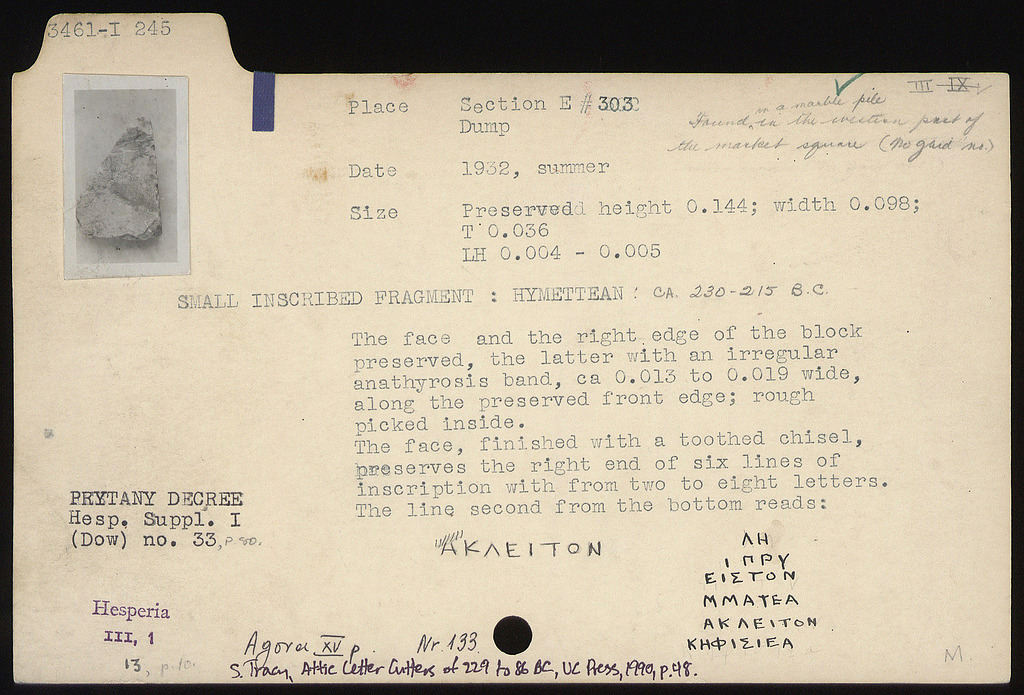 3461-I 245
III IX
Place Section E #303
Dump
Found in a marble pile
in the western part of
the market square (No grid no.)
Date 1932, summer
Size Preservedd height 0.144; width 0.098;
T 0.036
LH 0.004 - 0.005
SMALL INSCRIBED FRAGMENT : HYMETTEAN : CA. 230-215 B.C.
The face and the right edge of the block
preserved, the latter with an irregular
anathyrosis band, ca 0.013 to 0.019 wide,
along the preserved front edge; rough
picked inside.
The face, finished with a toothed chisel,
preserves the right end of six lines of
inscription with from two to eight letters.
The line second from the bottom reads:
ΑΚΛΕΙΤΟΝ
ΛΗ
Ι ΠΡΥ
ΕΙΣΤΟΝ
ΜΜΑΤΕΑ
ΑΚΛΕΙΤΟΝ
ΚΗΦΙΣΙΕΑ
PRYTANY DECREE
Hesp. Suppl. I
(Dow) no. 33, p. 80.
Hesperia
III, 1
13, p. 10.
Agora XV p. Nr. 133.
S. Tracy, Attic Letter Cutters of 229 to 86 BC, UC Press, 1990, p. 48.
M.